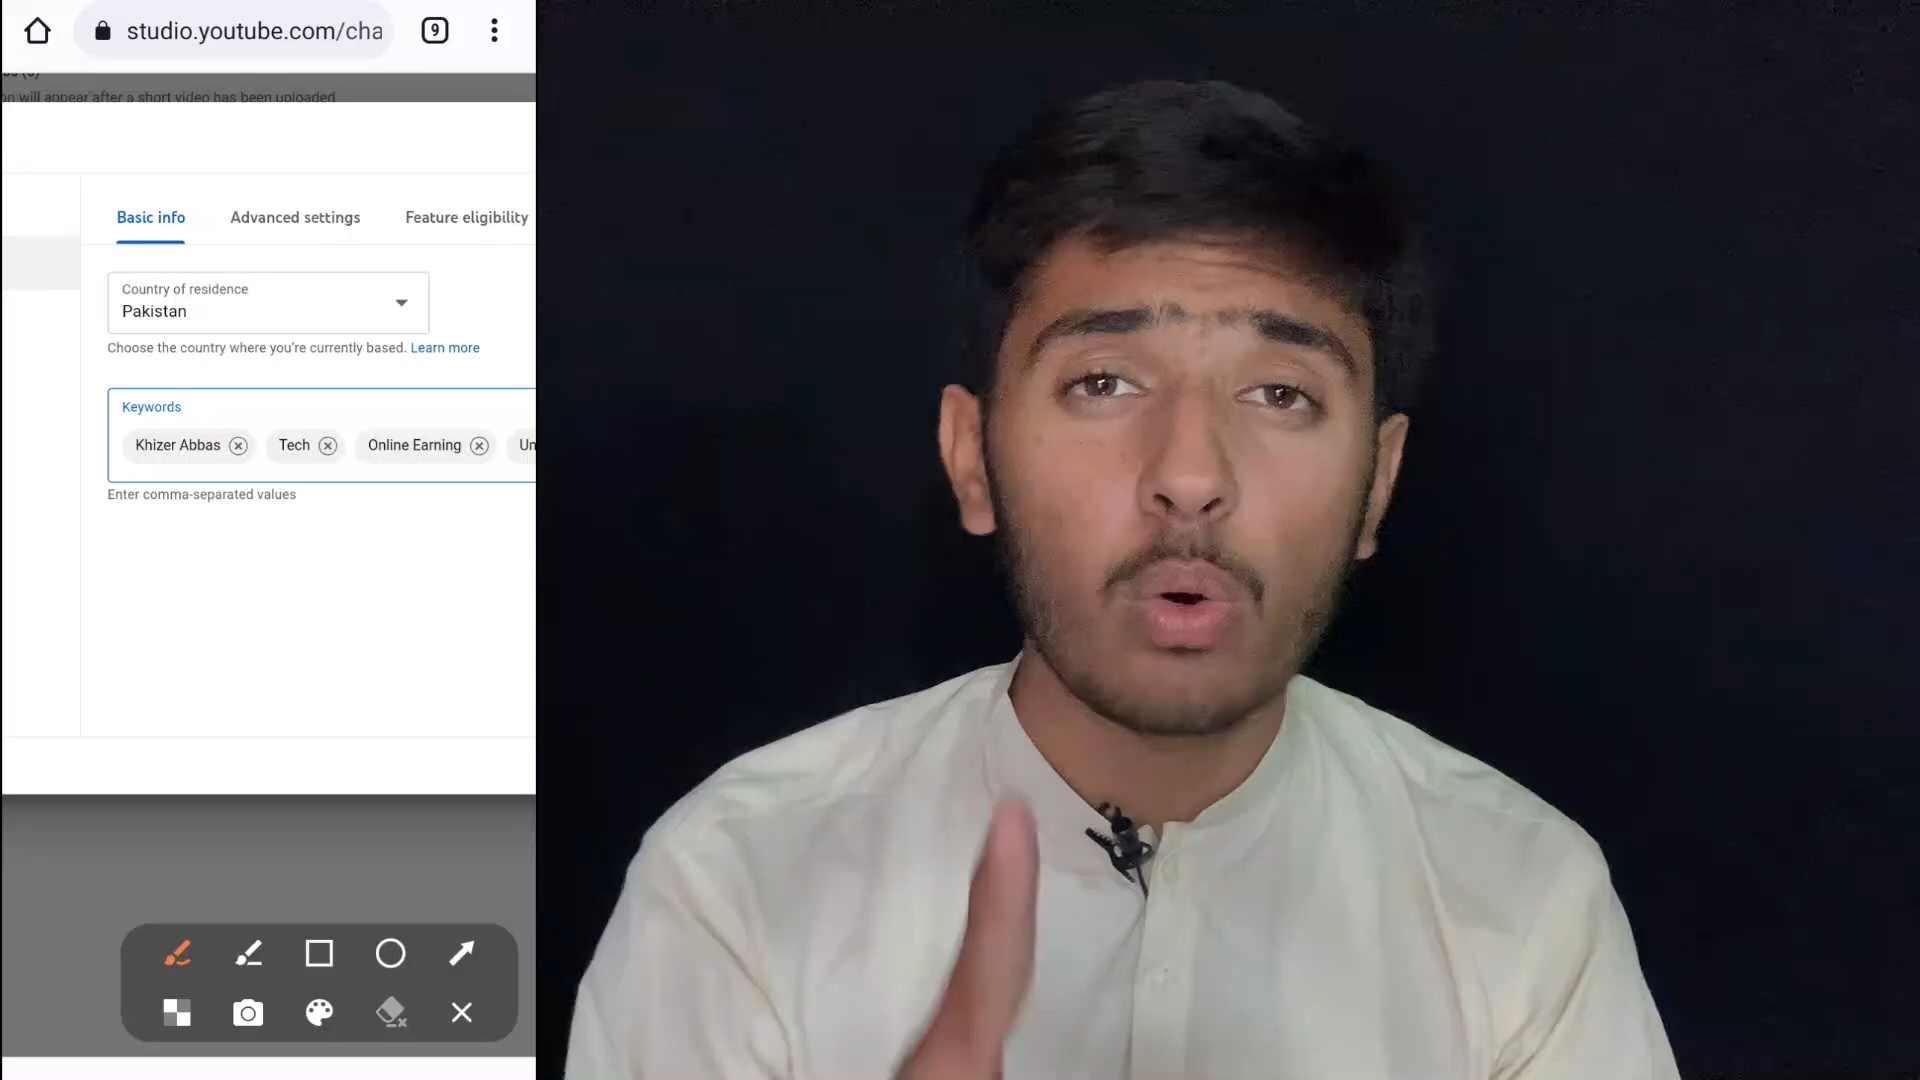 studio.youtube.com/cha
9
on will appear after a short video has been uploaded
Basic info
Advanced settings
Feature eligibility
Country of residence
Pakistan
Choose the country where you're currently based. Learn more
Keywords
Khizer Abbas
Tech
Online Earning
Un
Enter comma-separated values